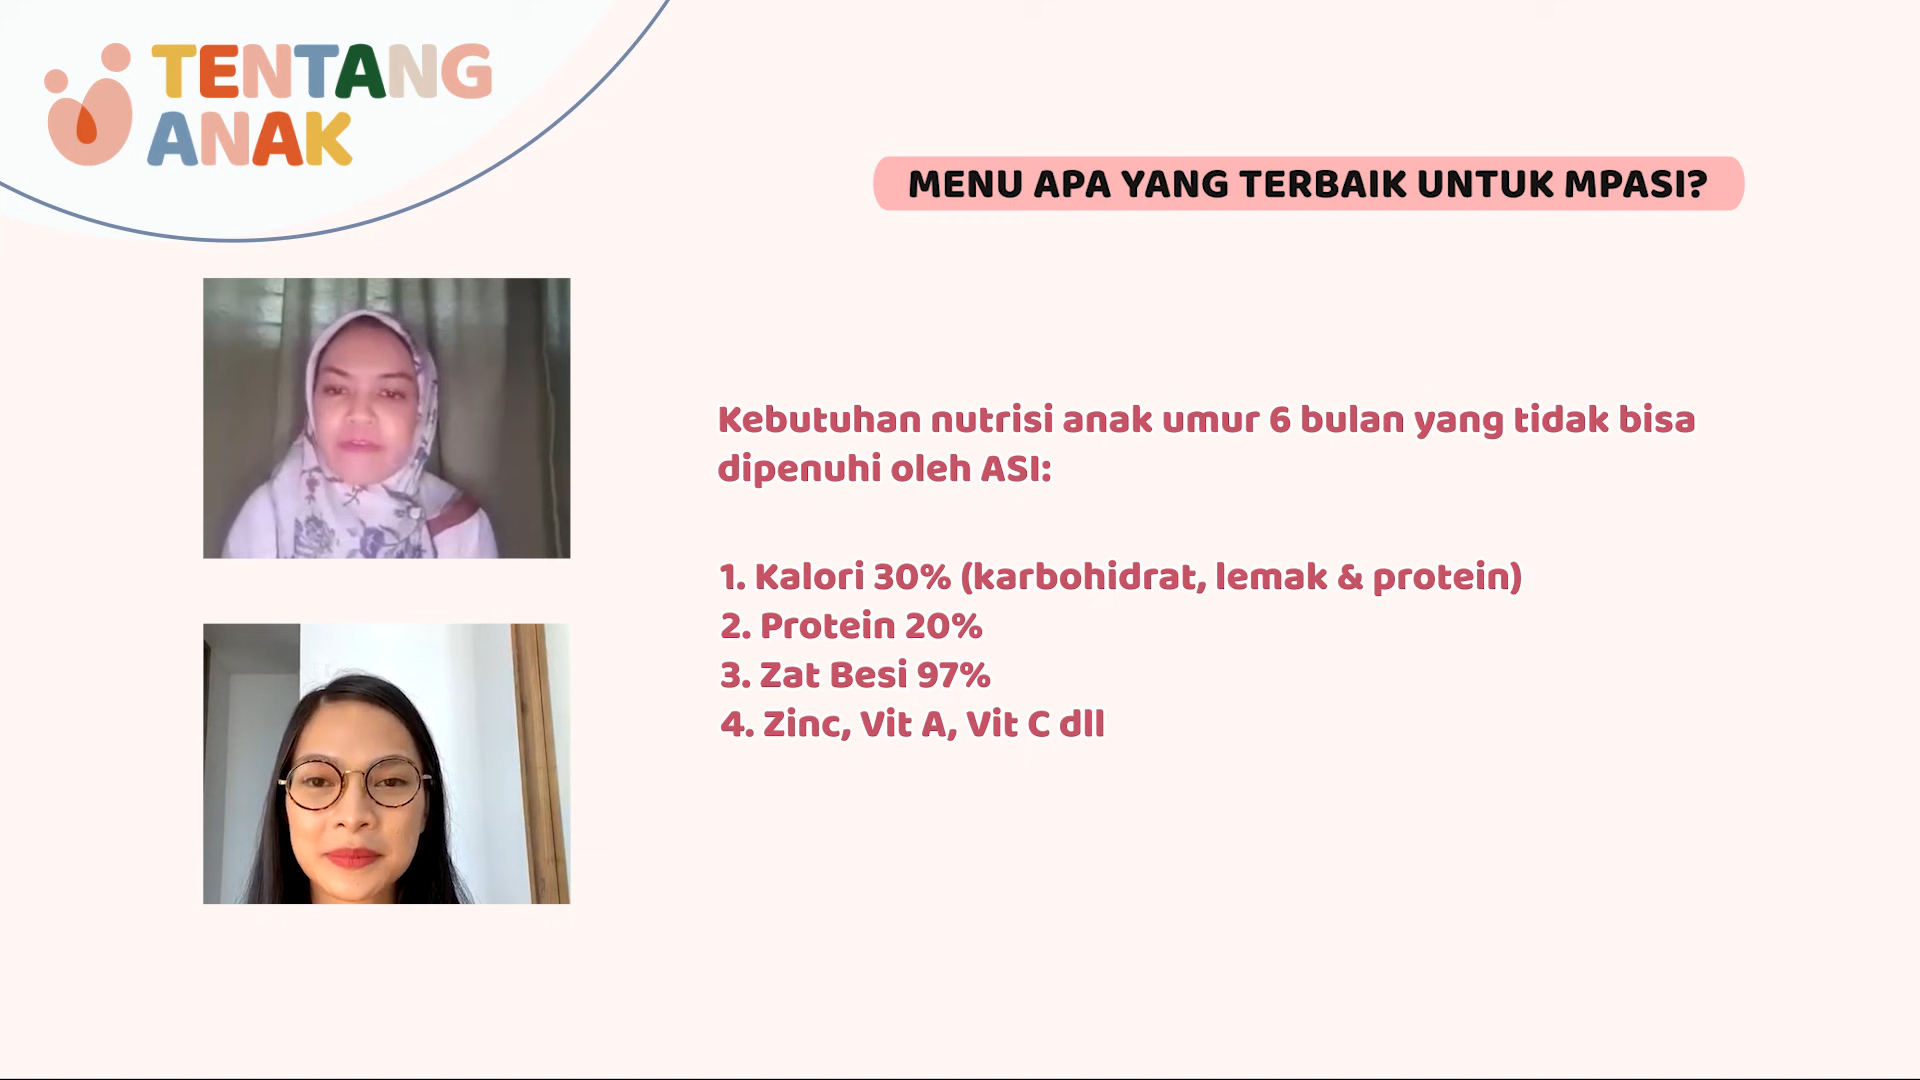 TENTANG
ANAK
MENU APA YANG TERBAIK UNTUK MPASI?
Kebutuhan nutrisi anak umur 6 bulan yang tidak bisa
dipenuhi oleh ASI:
1. Kalori 30% (karbohidrat, lemak & protein)
2. Protein 20%
3. Zat Besi 97%
4. Zinc, Vit A, Vit C dll